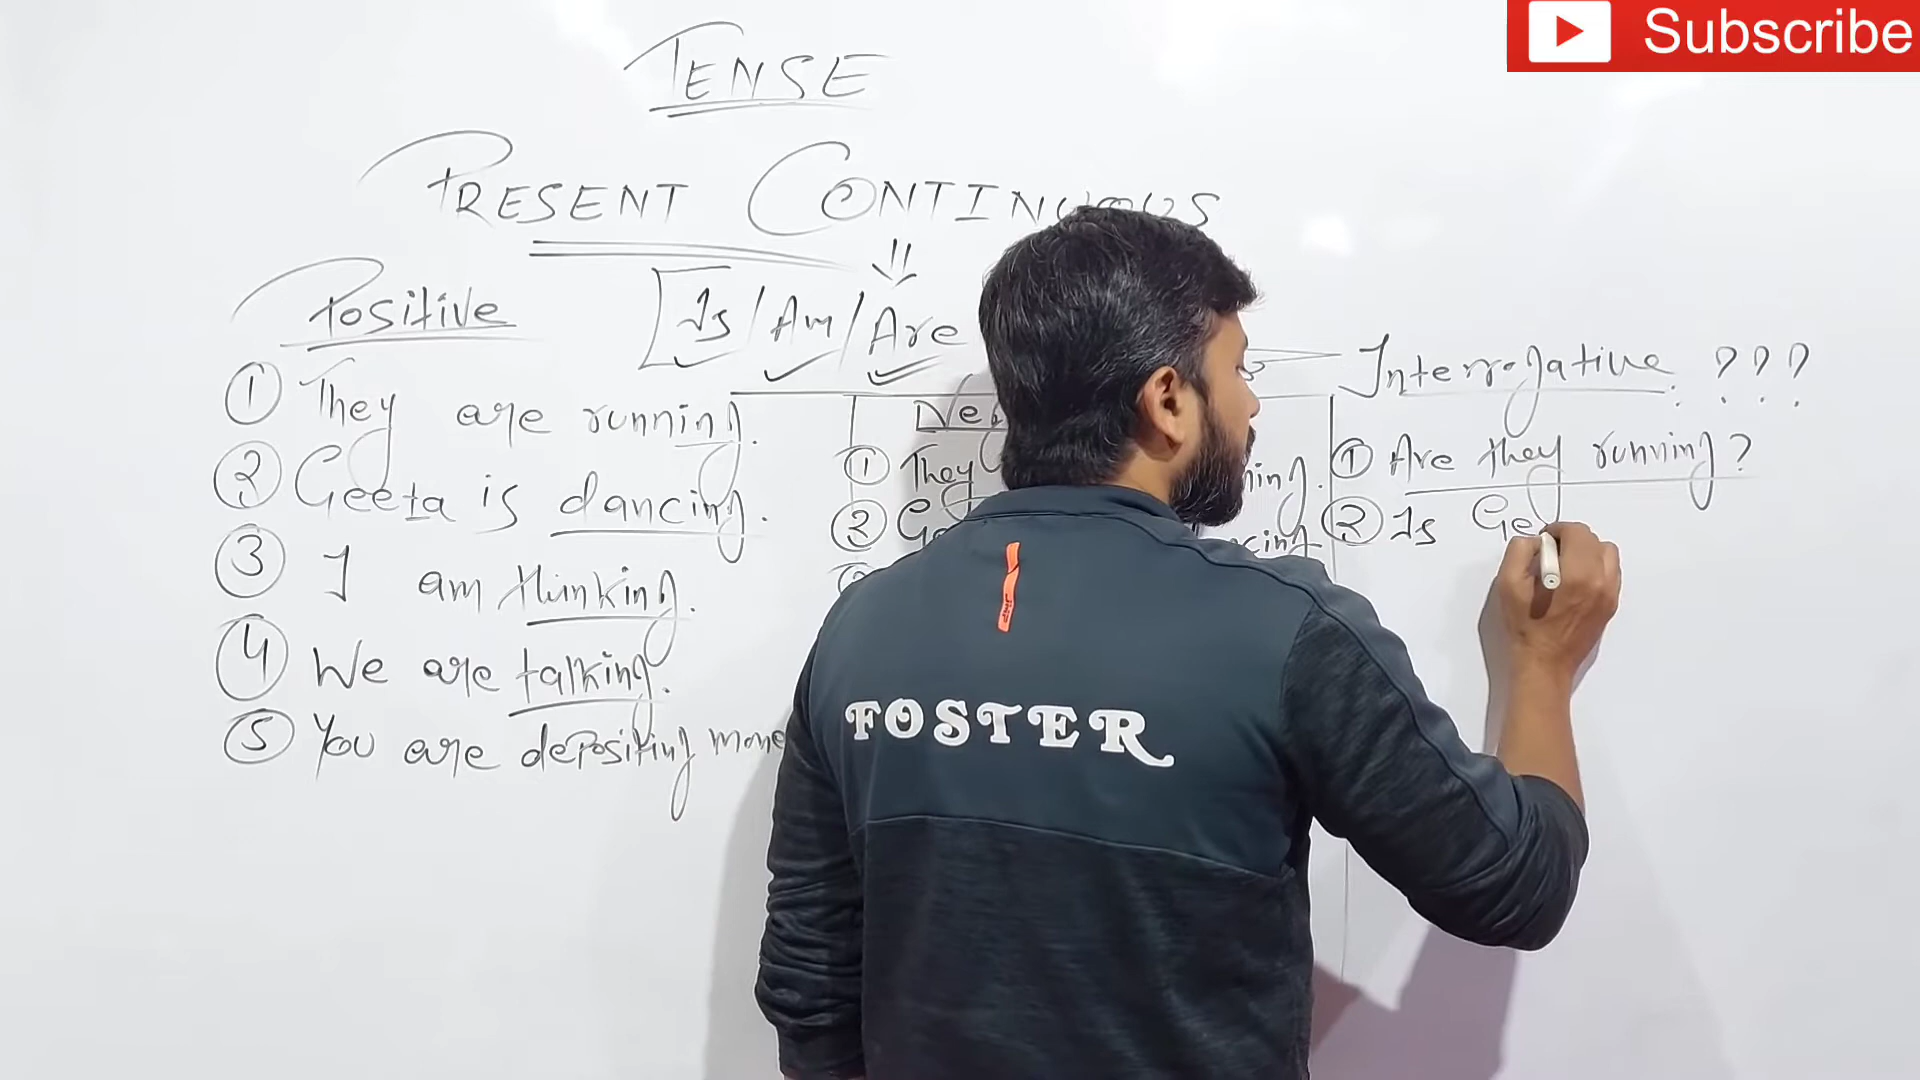 Subscribe
TENSE
PRESENT CONTINUOUS
Is/Am/Are
Positive
① They are running.
② Geeta is dancing.
③ I am thinking.
④ We are talking.
⑤ You are depositing
① They
②
Interrogative ???
① Are they running?
② Is Ge
FOSTER